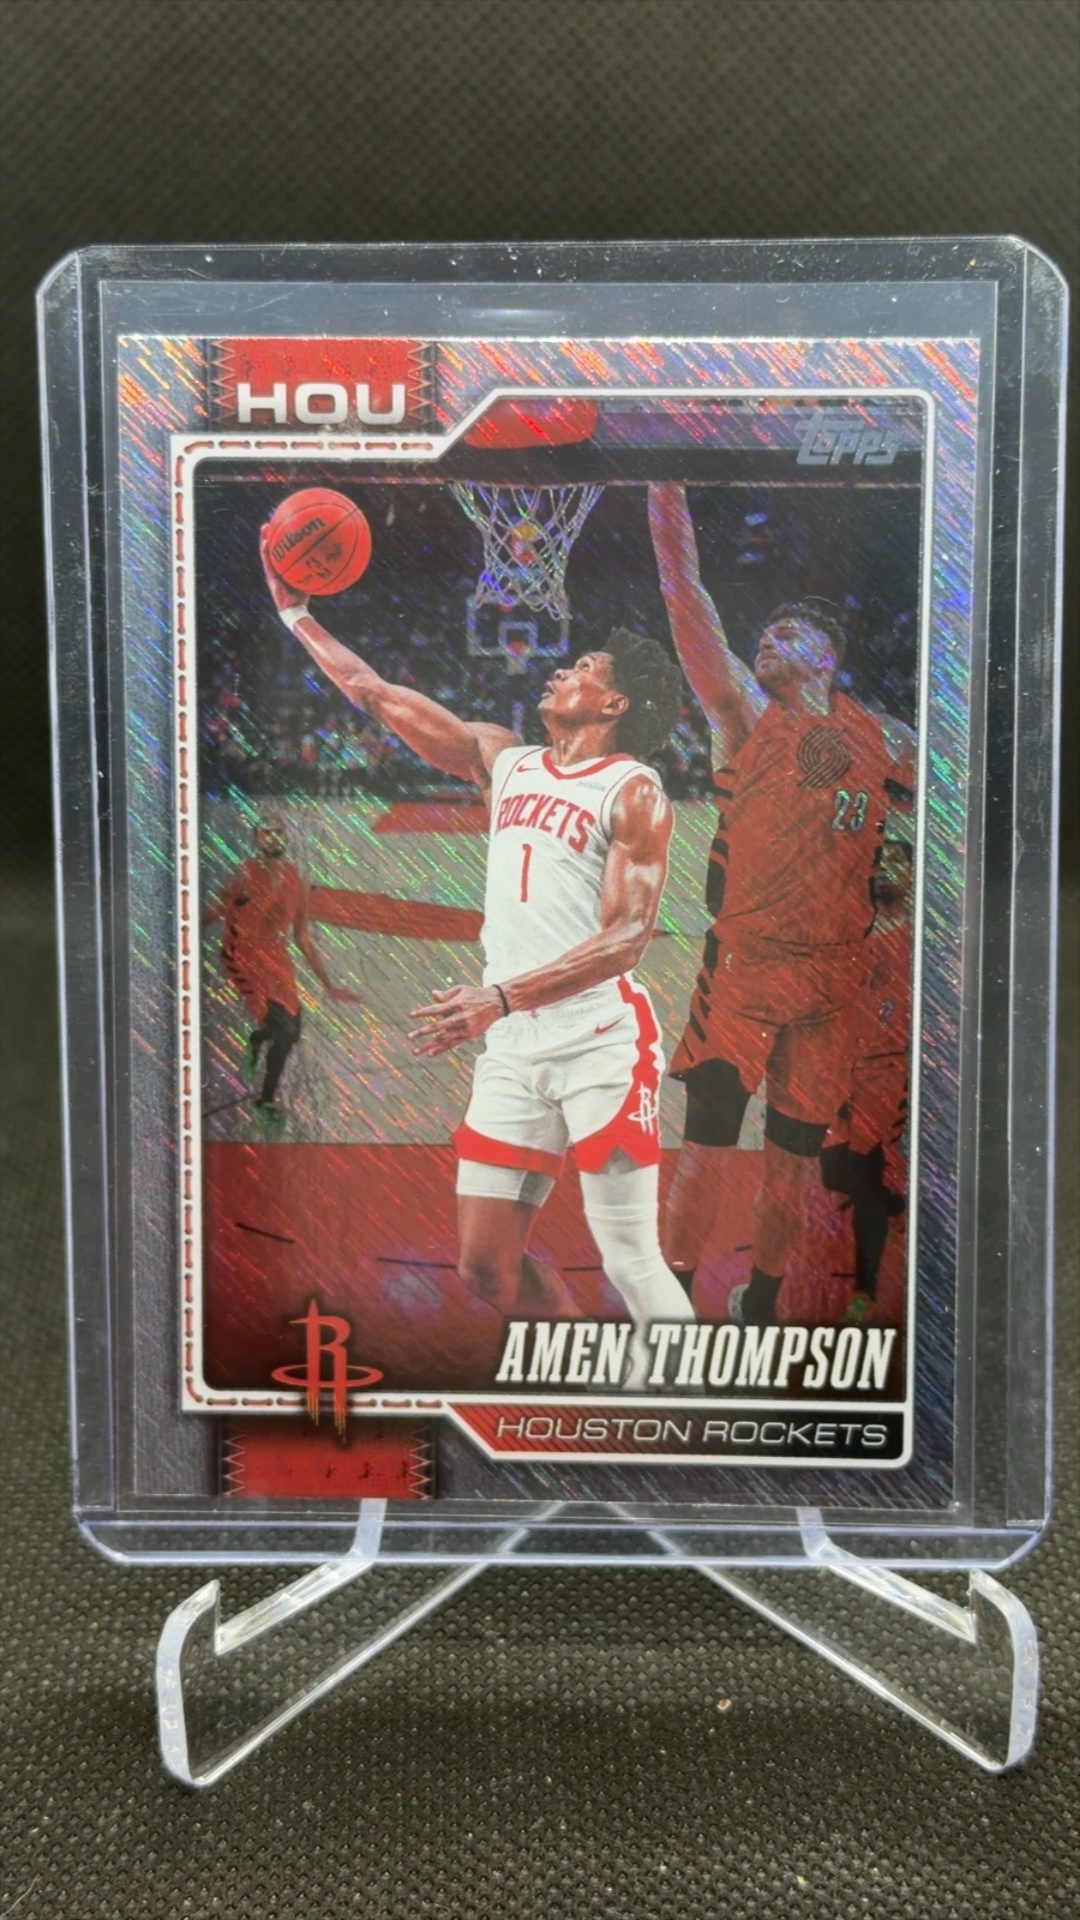 HOU
TOPPS
Wilson
ROCKETS
1
23
AMEN THOMPSON
HOUSTON ROCKETS